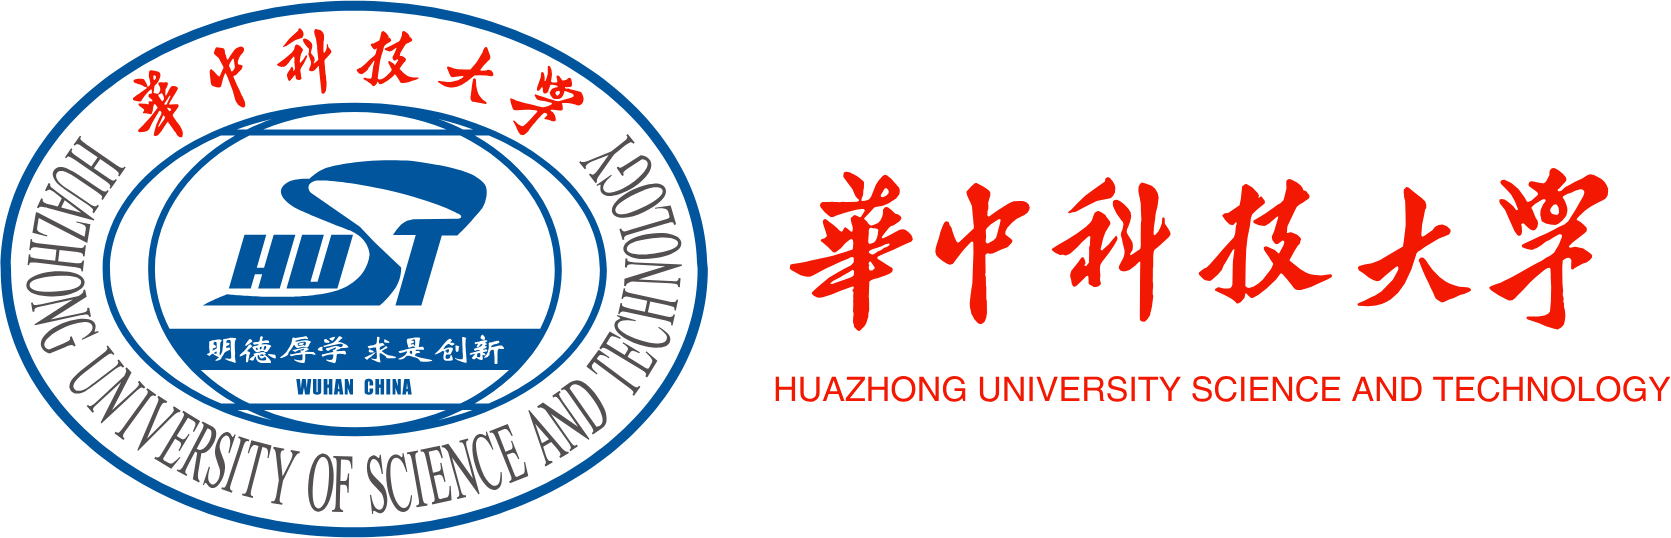 華中科技大学
HUAZHONG UNIVERSITY OF SCIENCE AND TECHNOLOGY
HUST
明德厚学 求是创新
WUHAN CHINA
華中科技大学
HUAZHONG UNIVERSITY SCIENCE AND TECHNOLOGY